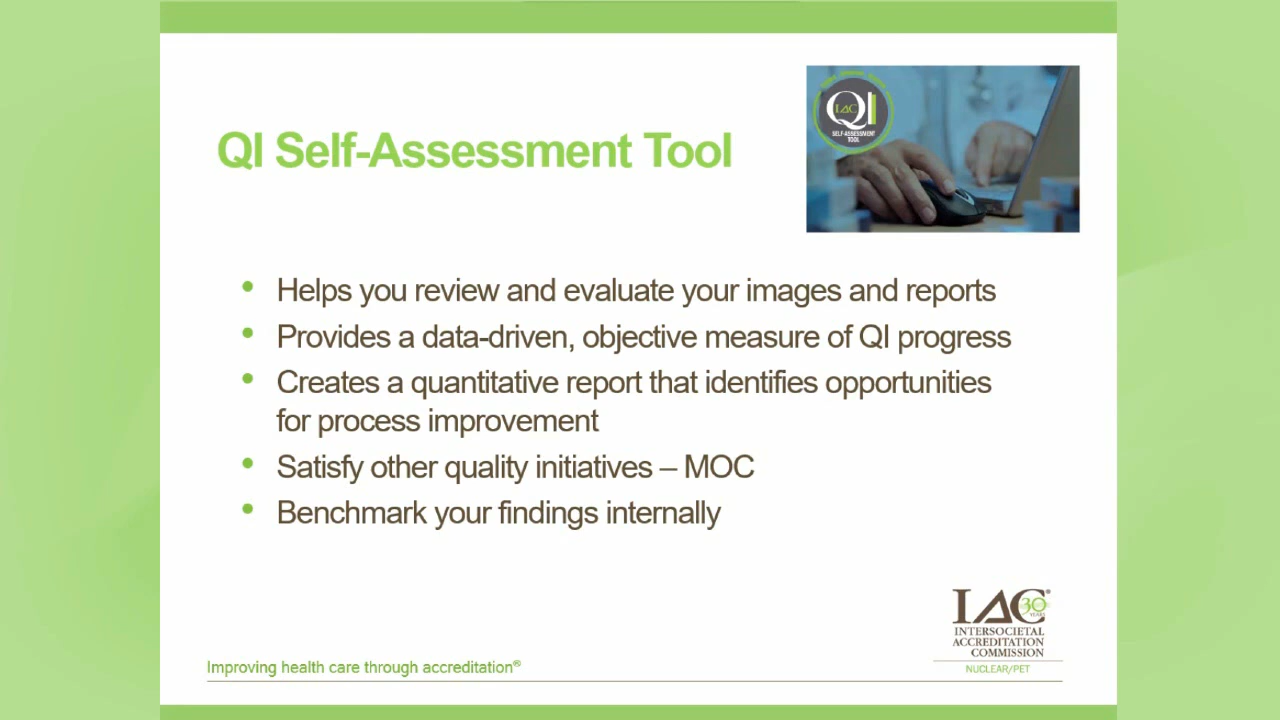 IAC
QI
SELF-ASSESSMENT
TOOL
QI Self-Assessment Tool
• Helps you review and evaluate your images and reports
• Provides a data-driven, objective measure of QI progress
• Creates a quantitative report that identifies opportunities
for process improvement
• Satisfy other quality initiatives – MOC
• Benchmark your findings internally
IAC®
30
YEARS
INTERSOCIETAL
ACCREDITATION
COMMISSION
NUCLEAR/PET
Improving health care through accreditation®